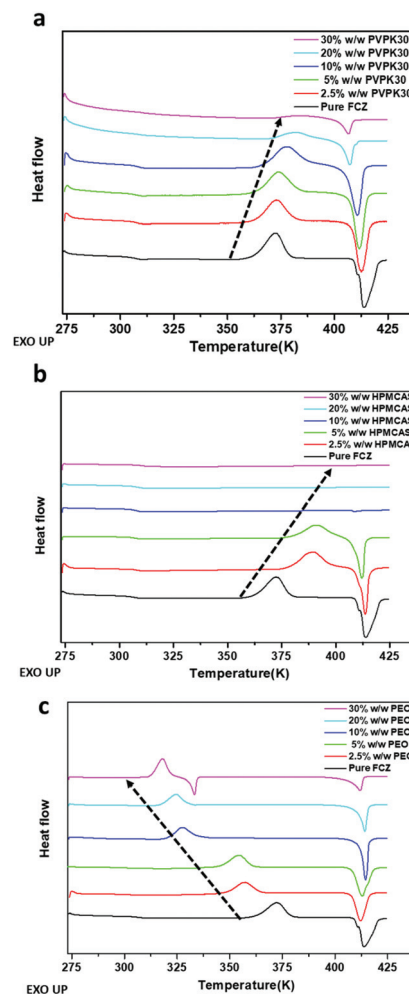 a
30% w/w PVPK30
20% w/w PVPK30
10% w/w PVPK30
5% w/w PVPK30
2.5% w/w PVPK30
Pure FCZ
Heat flow
275 300 325 350 375 400 425
EXO UP
Temperature(K)
b
30% w/w HPMCAS
20% w/w HPMCAS
10% w/w HPMCAS
5% w/w HPMCAS
2.5% w/w HPMCAS
Pure FCZ
Heat flow
275 300 325 350 375 400 425
EXO UP
Temperature(K)
c
30% w/w PEO
20% w/w PEO
10% w/w PEO
5% w/w PEO
2.5% w/w PEO
Pure FCZ
Heat flow
275 300 325 350 375 400 425
Temperature(K)
EXO UP